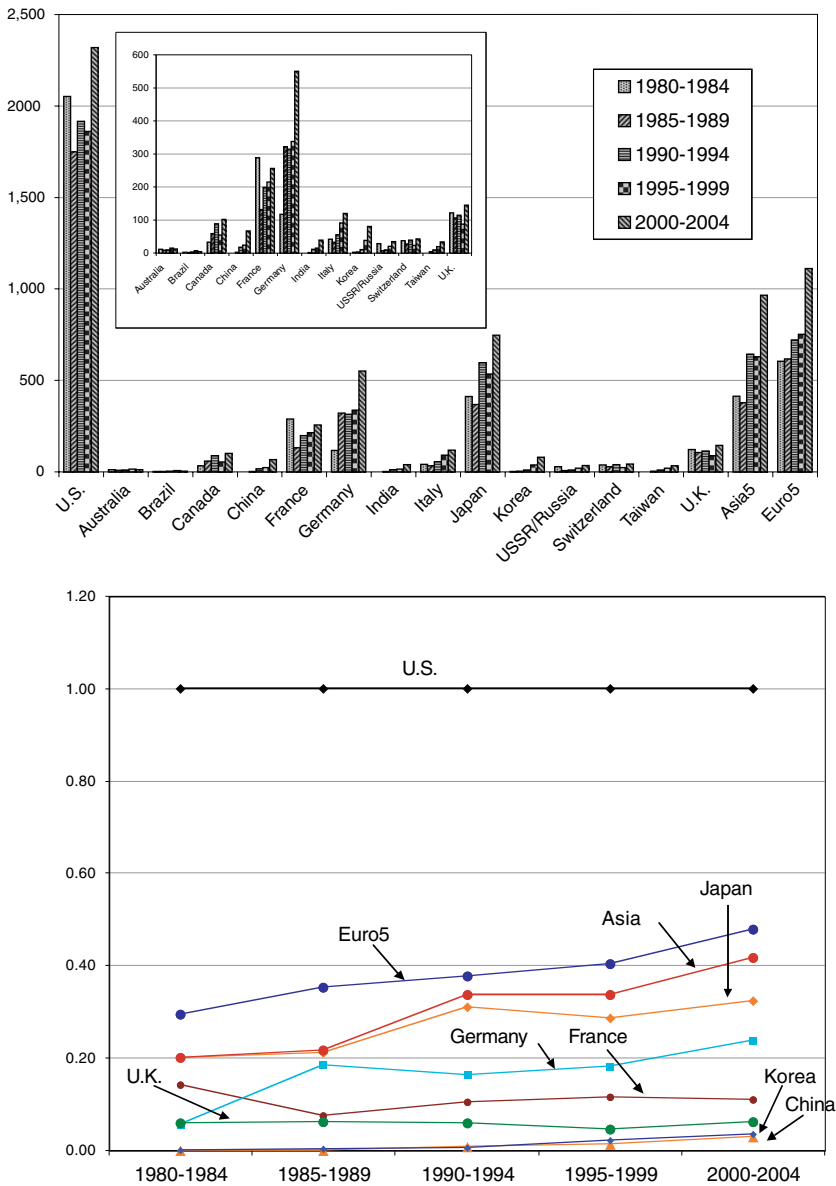 2,500
2000
1,500
1,000
500
0
600
500
400
300
200
100
0
Australia
Brazil
Canada
China
France
Germany
India
Italy
Korea
USSR/Russia
Switzerland
Taiwan
U.K.
1980-1984
1985-1989
1990-1994
1995-1999
2000-2004
U.S.
Australia
Brazil
Canada
China
France
Germany
India
Italy
Japan
Korea
USSR/Russia
Switzerland
Taiwan
U.K.
Asia5
Euro5
1.20
1.00
0.80
0.60
0.40
0.20
0.00
U.S.
Japan
Asia
Euro5
Germany
France
U.K.
Korea
China
1980-1984
1985-1989
1990-1994
1995-1999
2000-2004